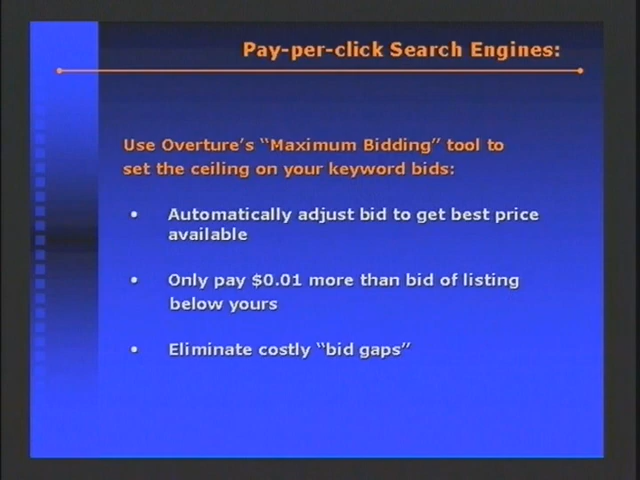 Pay-per-click Search Engines:
Use Overture's “Maximum Bidding” tool to
set the ceiling on your keyword bids:
• Automatically adjust bid to get best price
available
• Only pay $0.01 more than bid of listing
below yours
• Eliminate costly “bid gaps”